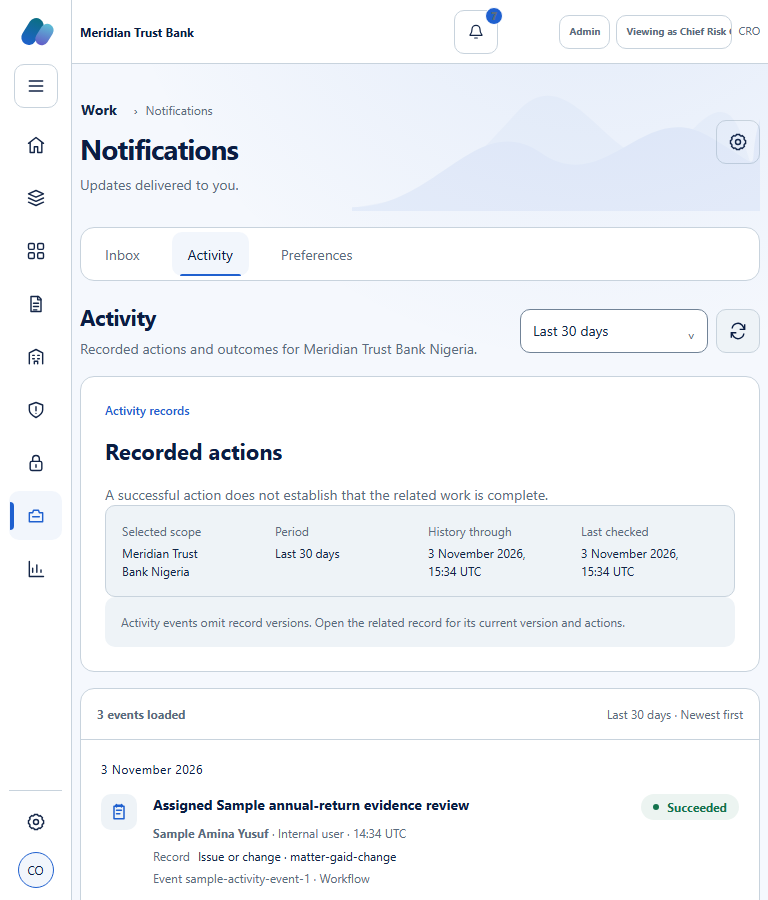 Meridian Trust Bank
Admin
Viewing as Chief Risk
CRO
Work › Notifications
Notifications
Updates delivered to you.
Inbox
Activity
Preferences
Activity
Recorded actions and outcomes for Meridian Trust Bank Nigeria.
Last 30 days
Activity records
Recorded actions
A successful action does not establish that the related work is complete.
Selected scope
Meridian Trust
Bank Nigeria
Period
Last 30 days
History through
3 November 2026,
15:34 UTC
Last checked
3 November 2026,
15:34 UTC
Activity events omit record versions. Open the related record for its current version and actions.
3 events loaded
Last 30 days · Newest first
3 November 2026
Assigned Sample annual-return evidence review
Succeeded
Sample Amina Yusuf · Internal user · 14:34 UTC
Record Issue or change · matter-gaid-change
Event sample-activity-event-1 · Workflow
CO